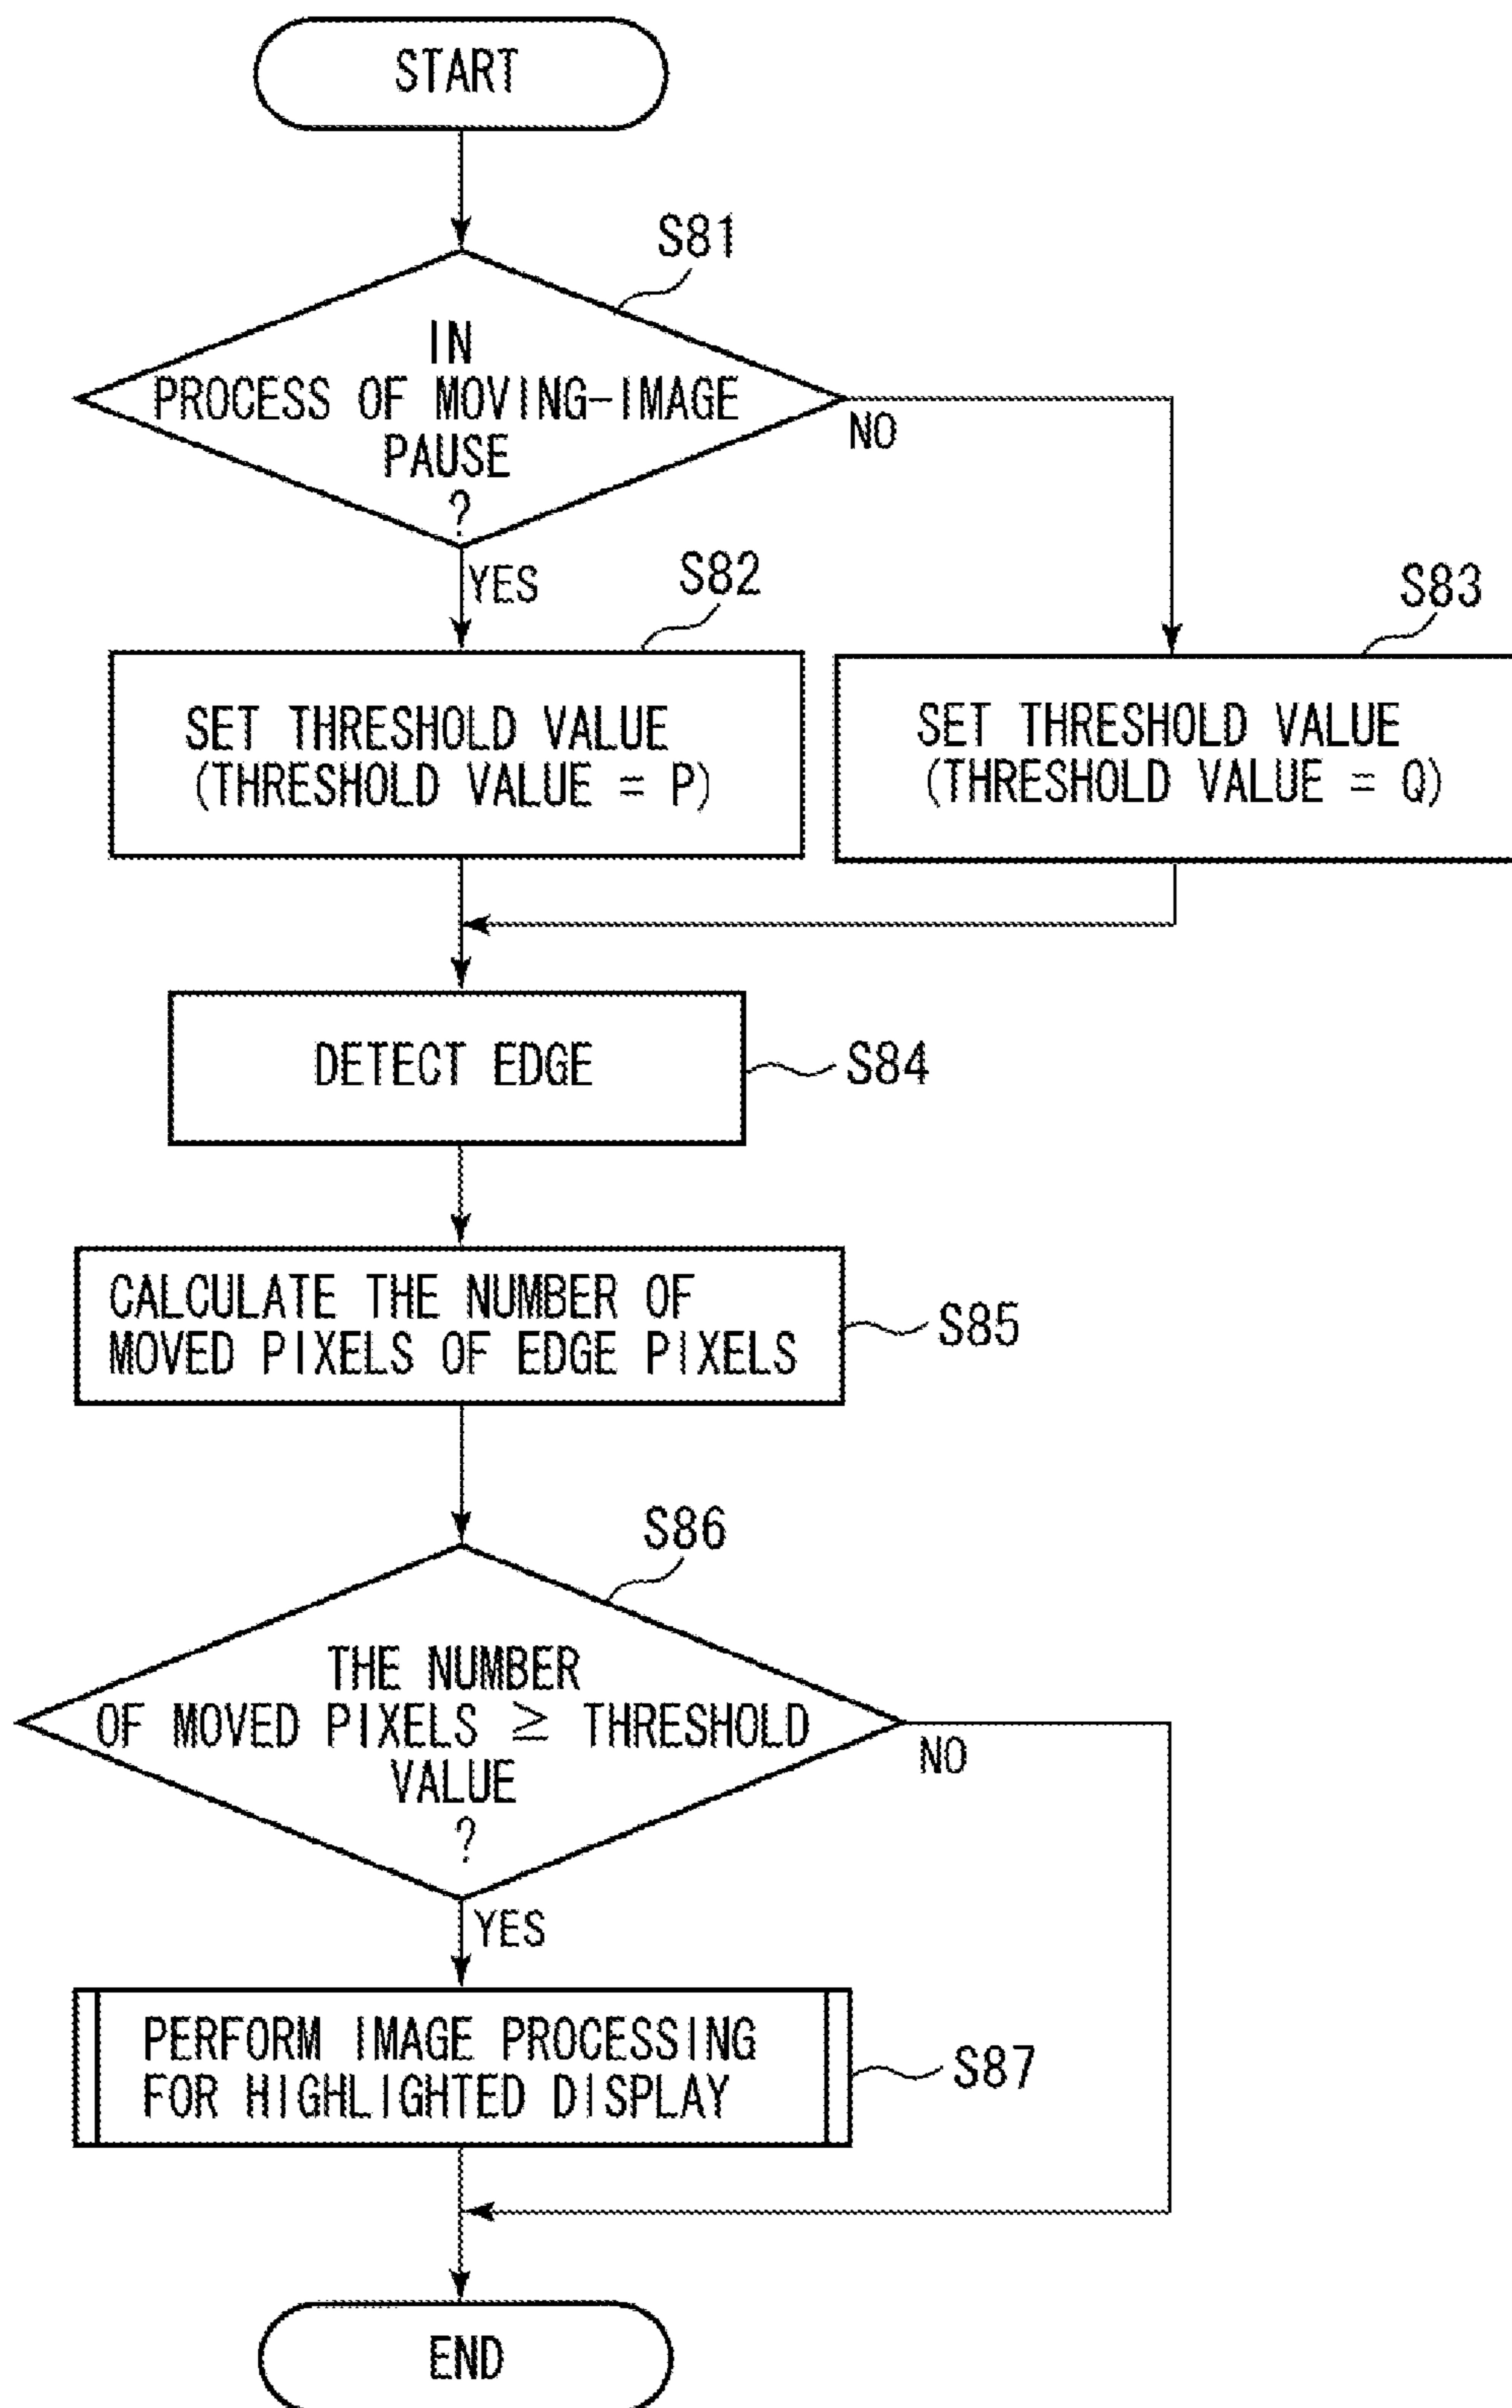 START
S81
IN
PROCESS OF MOVING-IMAGE
PAUSE
?
NO
YES
S82
S83
SET THRESHOLD VALUE
(THRESHOLD VALUE = P)
SET THRESHOLD VALUE
(THRESHOLD VALUE = Q)
DETECT EDGE
S84
CALCULATE THE NUMBER OF
MOVED PIXELS OF EDGE PIXELS
S85
S86
THE NUMBER
OF MOVED PIXELS ≥ THRESHOLD
VALUE
?
NO
YES
PERFORM IMAGE PROCESSING
FOR HIGHLIGHTED DISPLAY
S87
END